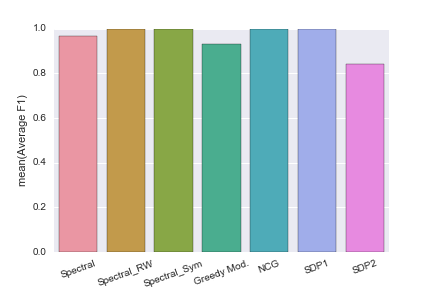 mean(Average F1)
1.0
0.8
0.6
0.4
0.2
0.0
Spectral
Spectral_RW
Spectral_Sym
Greedy Mod.
NCG
SDP1
SDP2